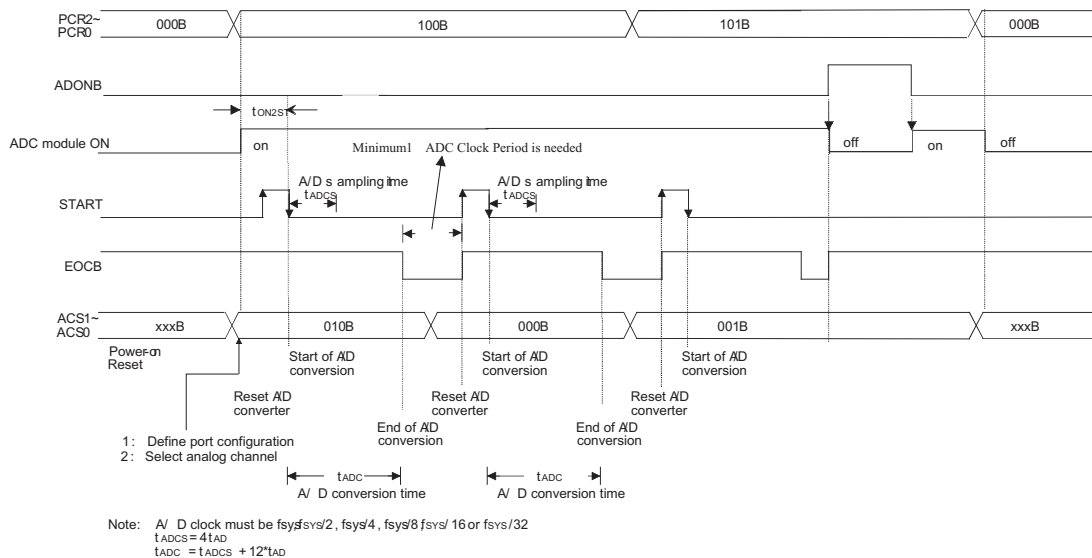 PCR2~
PCR0
000B
100B
101B
000B
ADONB
tON2ST
ADC module ON
on
off
on
off
Minimum1 ADC Clock Period is needed
A/D s ampling time
tADCS
A/D s ampling time
tADCS
START
EOCB
ACS1~
ACS0
xxxB
010B
000B
001B
xxxB
Power-on
Reset
Start of A/D
conversion
Start of A/D
conversion
Start of A/D
conversion
Reset A/D
converter
Reset A/D
converter
Reset A/D
converter
End of A/D
conversion
End of A/D
conversion
1: Define port configuration
2: Select analog channel
tADC
A/ D conversion time
tADC
A/ D conversion time
Note: A/ D clock must be fsys, fSYS/2 , fsys/4 , fsys/8, fSYS/ 16 or fSYS/32
tADCS = 4tAD
tADC = tADCS + 12*tAD